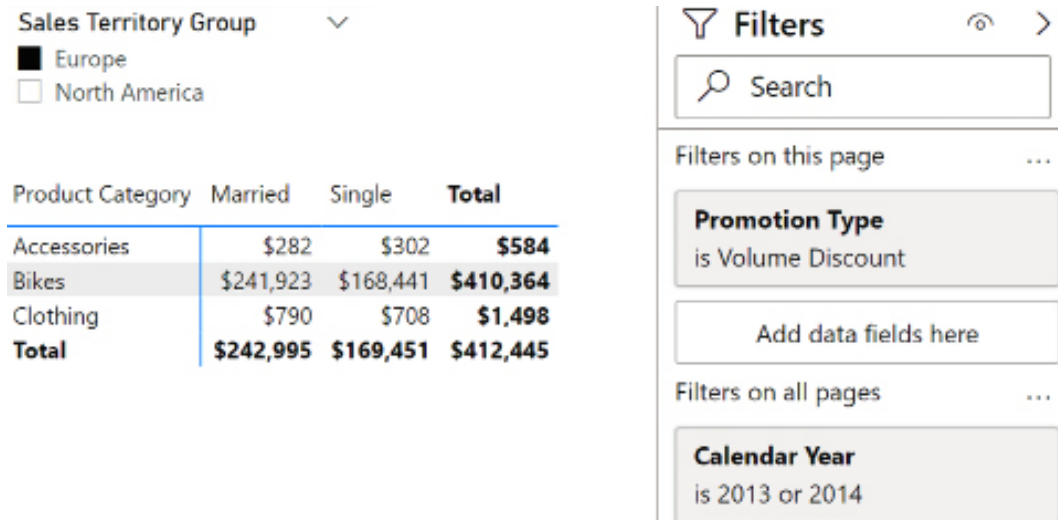 Sales Territory Group
Europe
North America
Product Category Married Single Total
Accessories $282 $302 $584
Bikes $241,923 $168,441 $410,364
Clothing $790 $708 $1,498
Total $242,995 $169,451 $412,445
Filters
Search
Filters on this page ...
Promotion Type
is Volume Discount
Add data fields here
Filters on all pages ...
Calendar Year
is 2013 or 2014